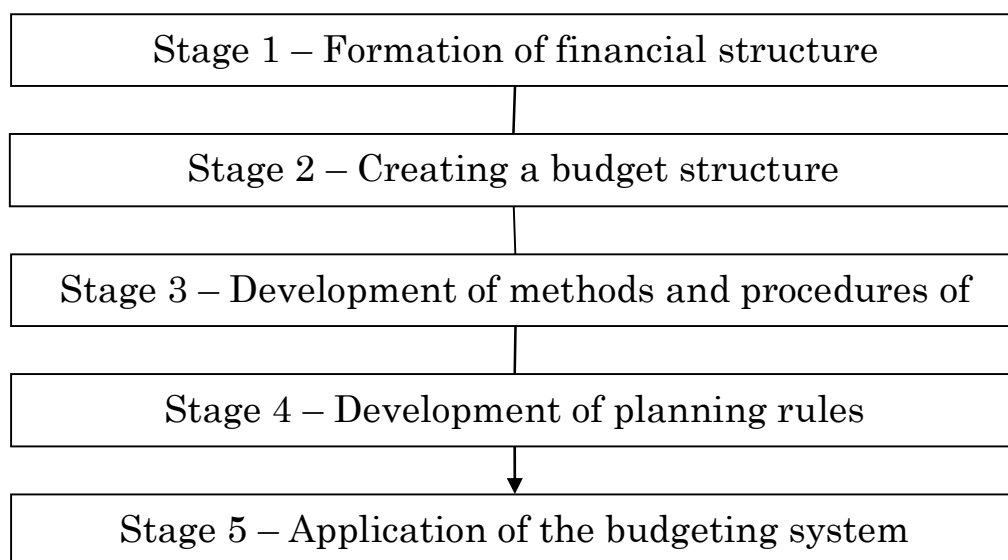 Stage 1 – Formation of financial structure
Stage 2 – Creating a budget structure
Stage 3 – Development of methods and procedures of
Stage 4 – Development of planning rules
Stage 5 – Application of the budgeting system